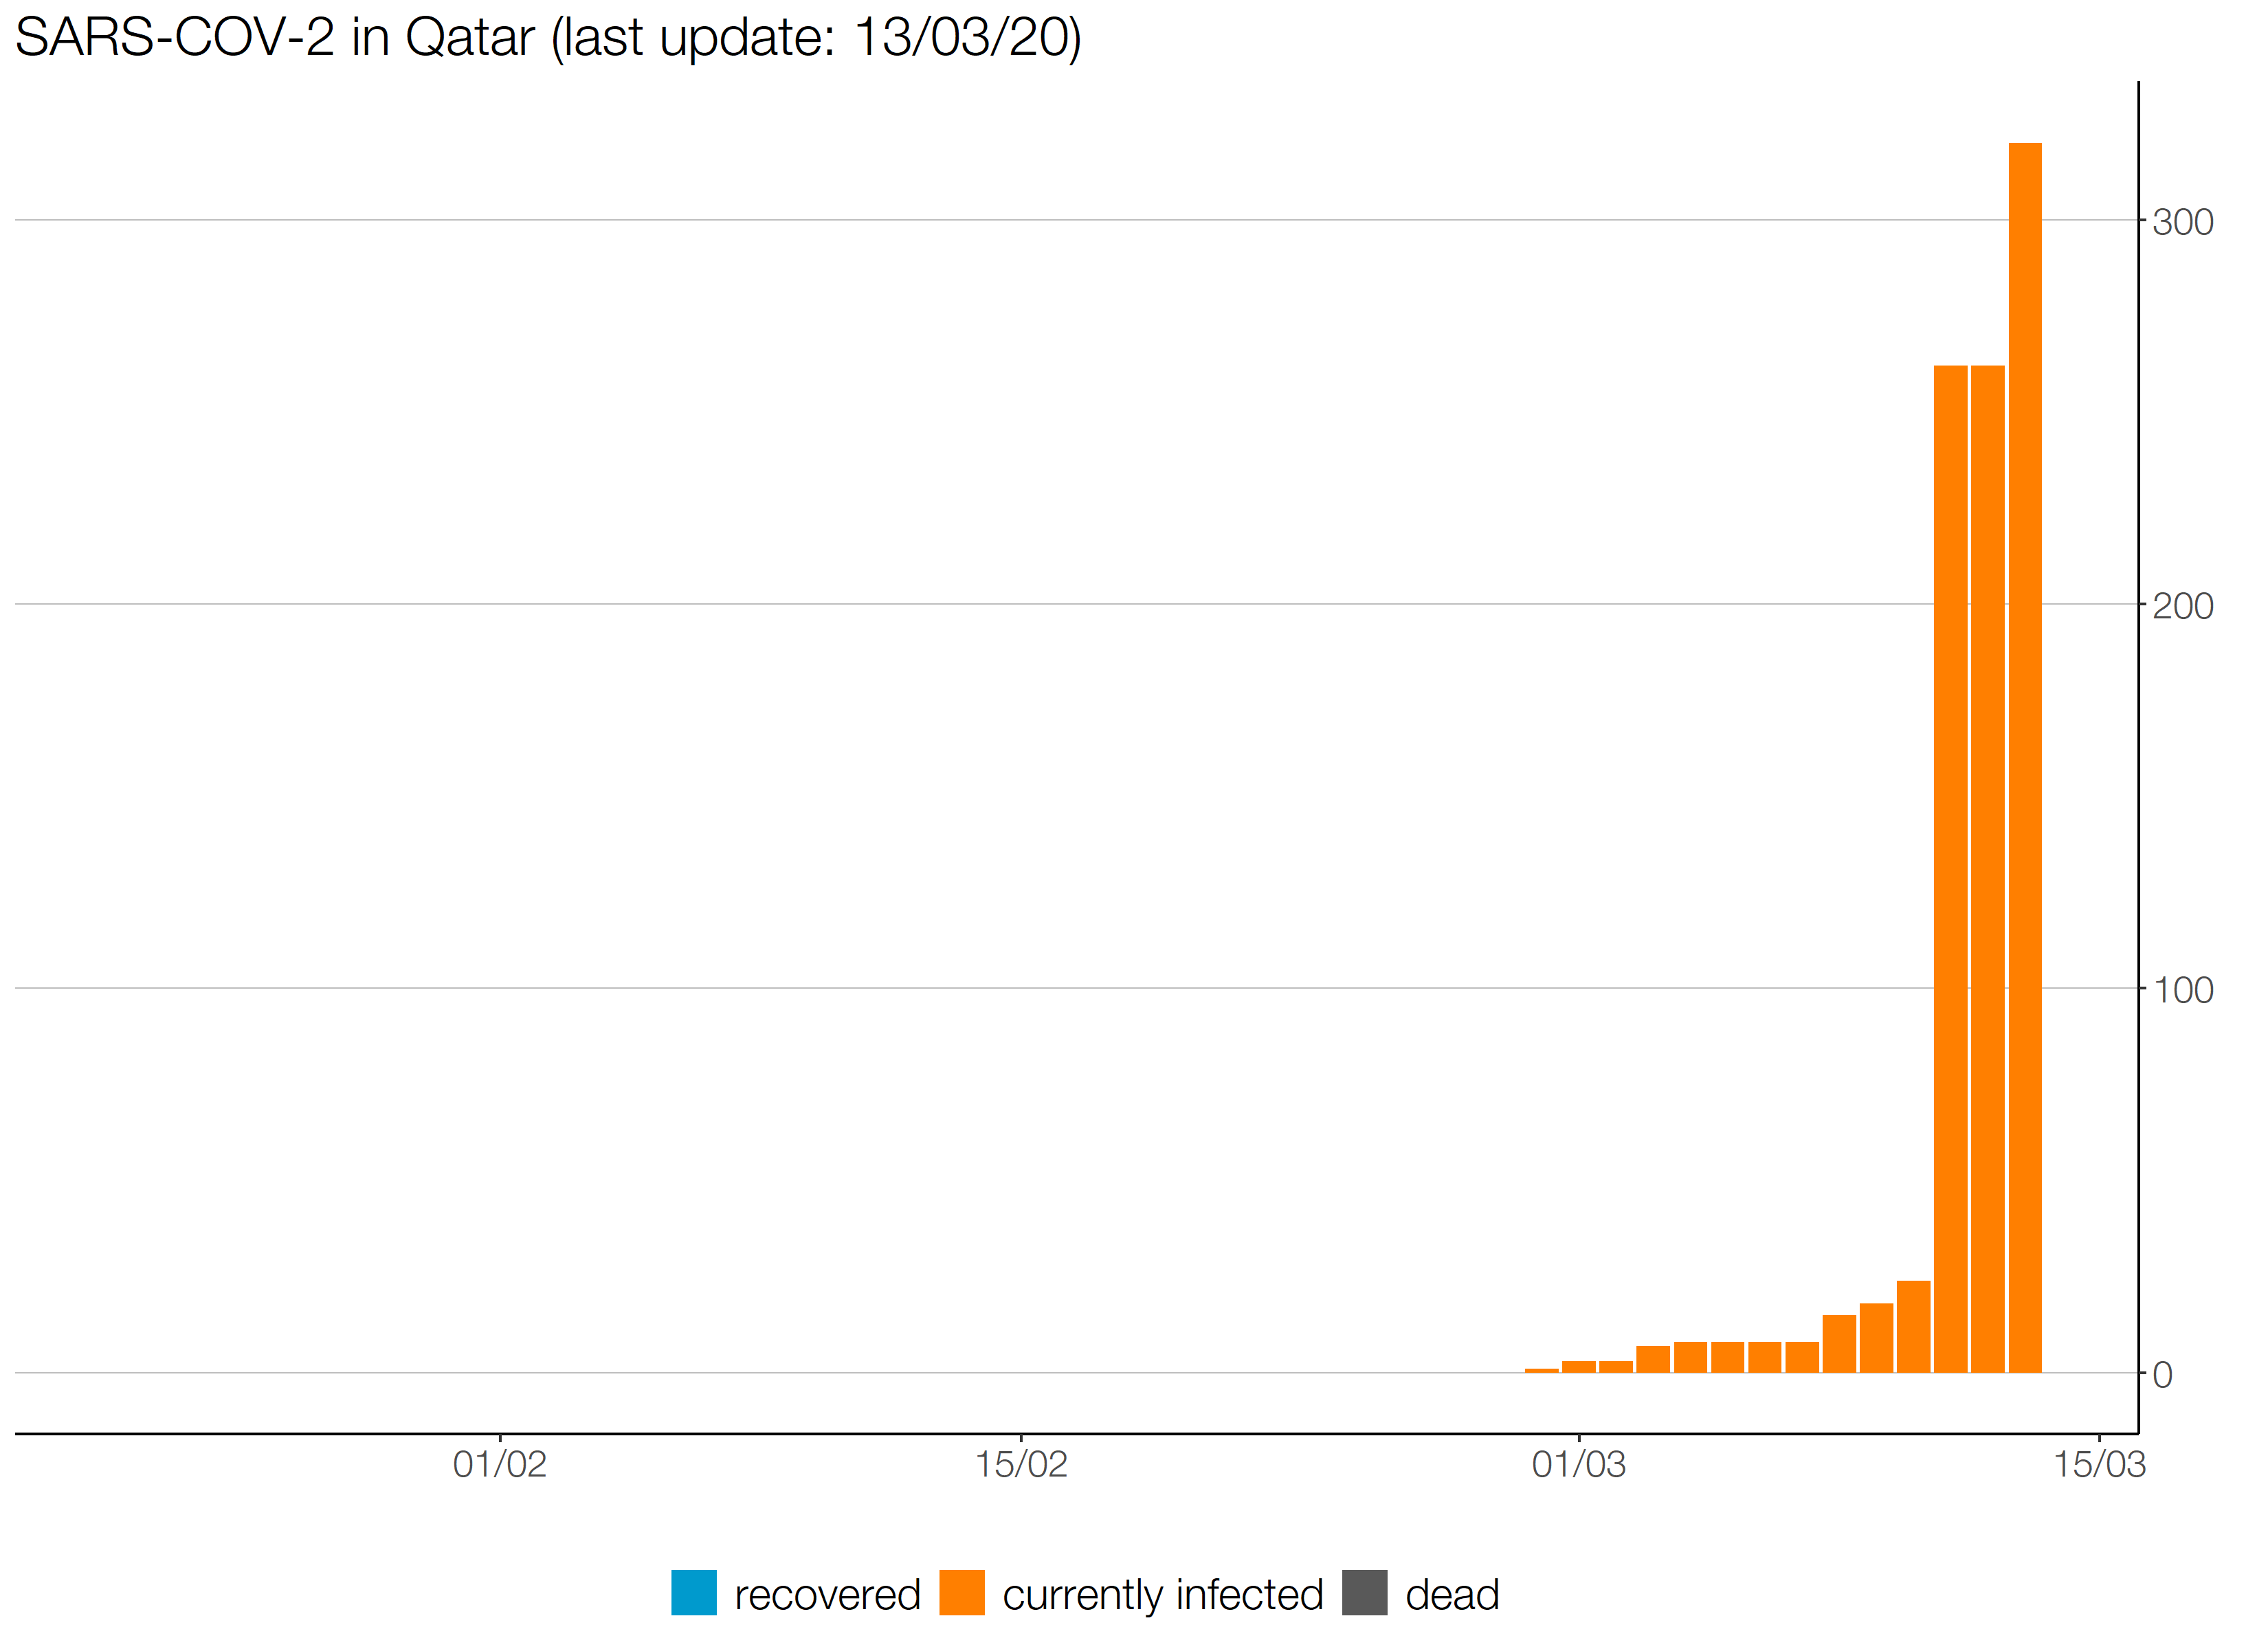 SARS-COV-2 in Qatar (last update: 13/03/20)
300
200
100
0
01/02 15/02 01/03 15/03
recovered currently infected dead